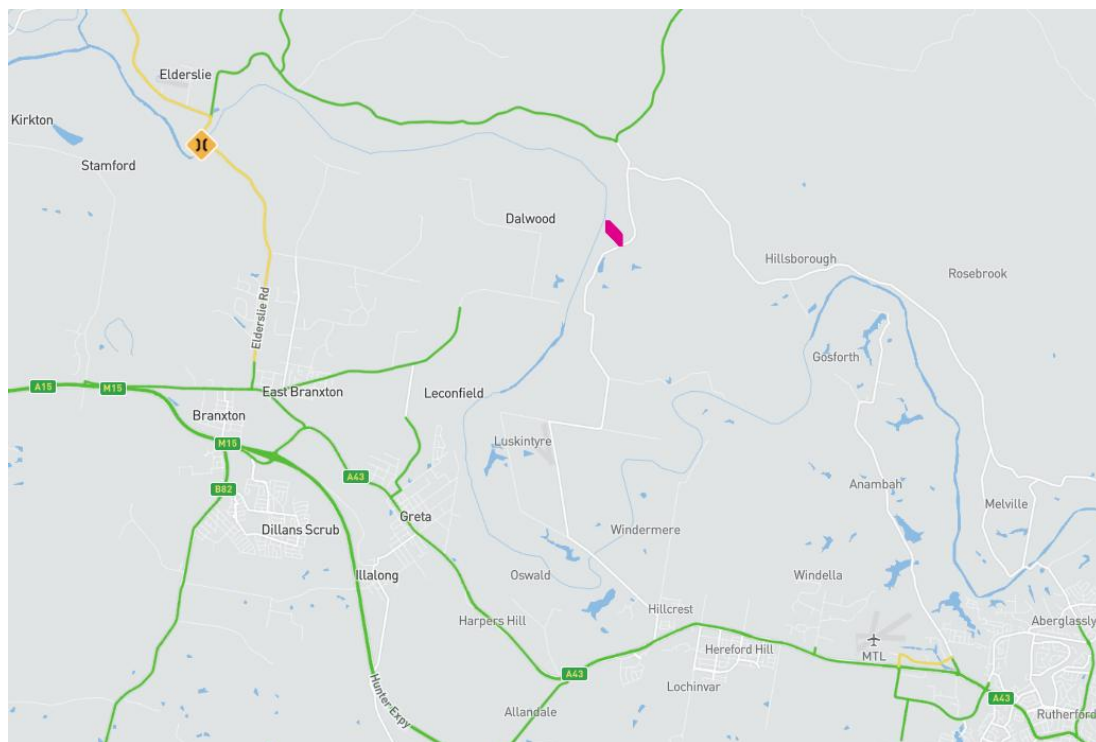 Elderslie
Kirkton
Stamford
Dalwood
Hillsborough
Rosebrook
Elderslie Rd
Gosforth
A15
M15
East Branxton
Leconfield
Branxton
M15
Luskintyre
A43
B82
Anambah
Greta
Melville
Dillans Scrub
Windermere
Illalong
Oswald
Windella
Hillcrest
Harpers Hill
Aberglassly
Hereford Hill
MTL
A43
Lochinvar
Hunter Expy
A43
Allandale
Rutherford